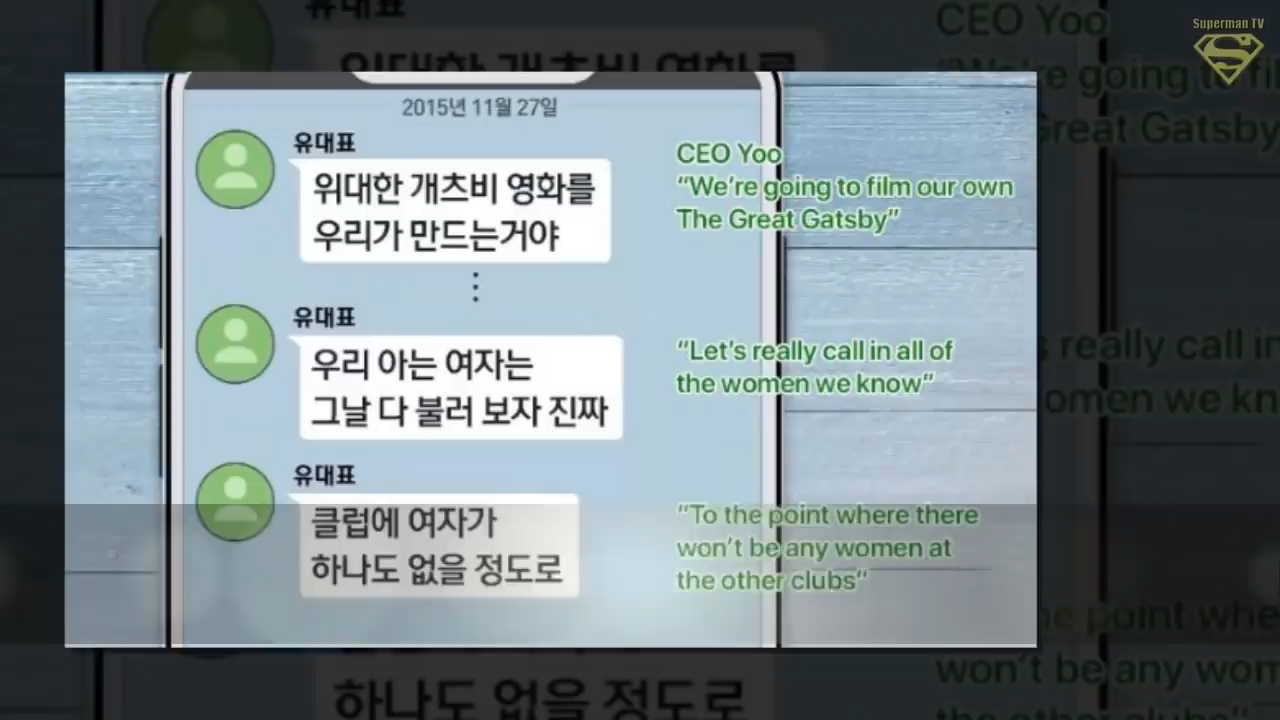 Superman TV
2015년 11월 27일
유대표
위대한 개츠비 영화를
우리가 만드는거야
CEO Yoo
“We're going to film our own
The Great Gatsby”
유대표
우리 아는 여자는
그날 다 불러 보자 진짜
“Let's really call in all of
the women we know”
유대표
클럽에 여자가
하나도 없을 정도로
“To the point where there
won't be any women at
the other clubs“